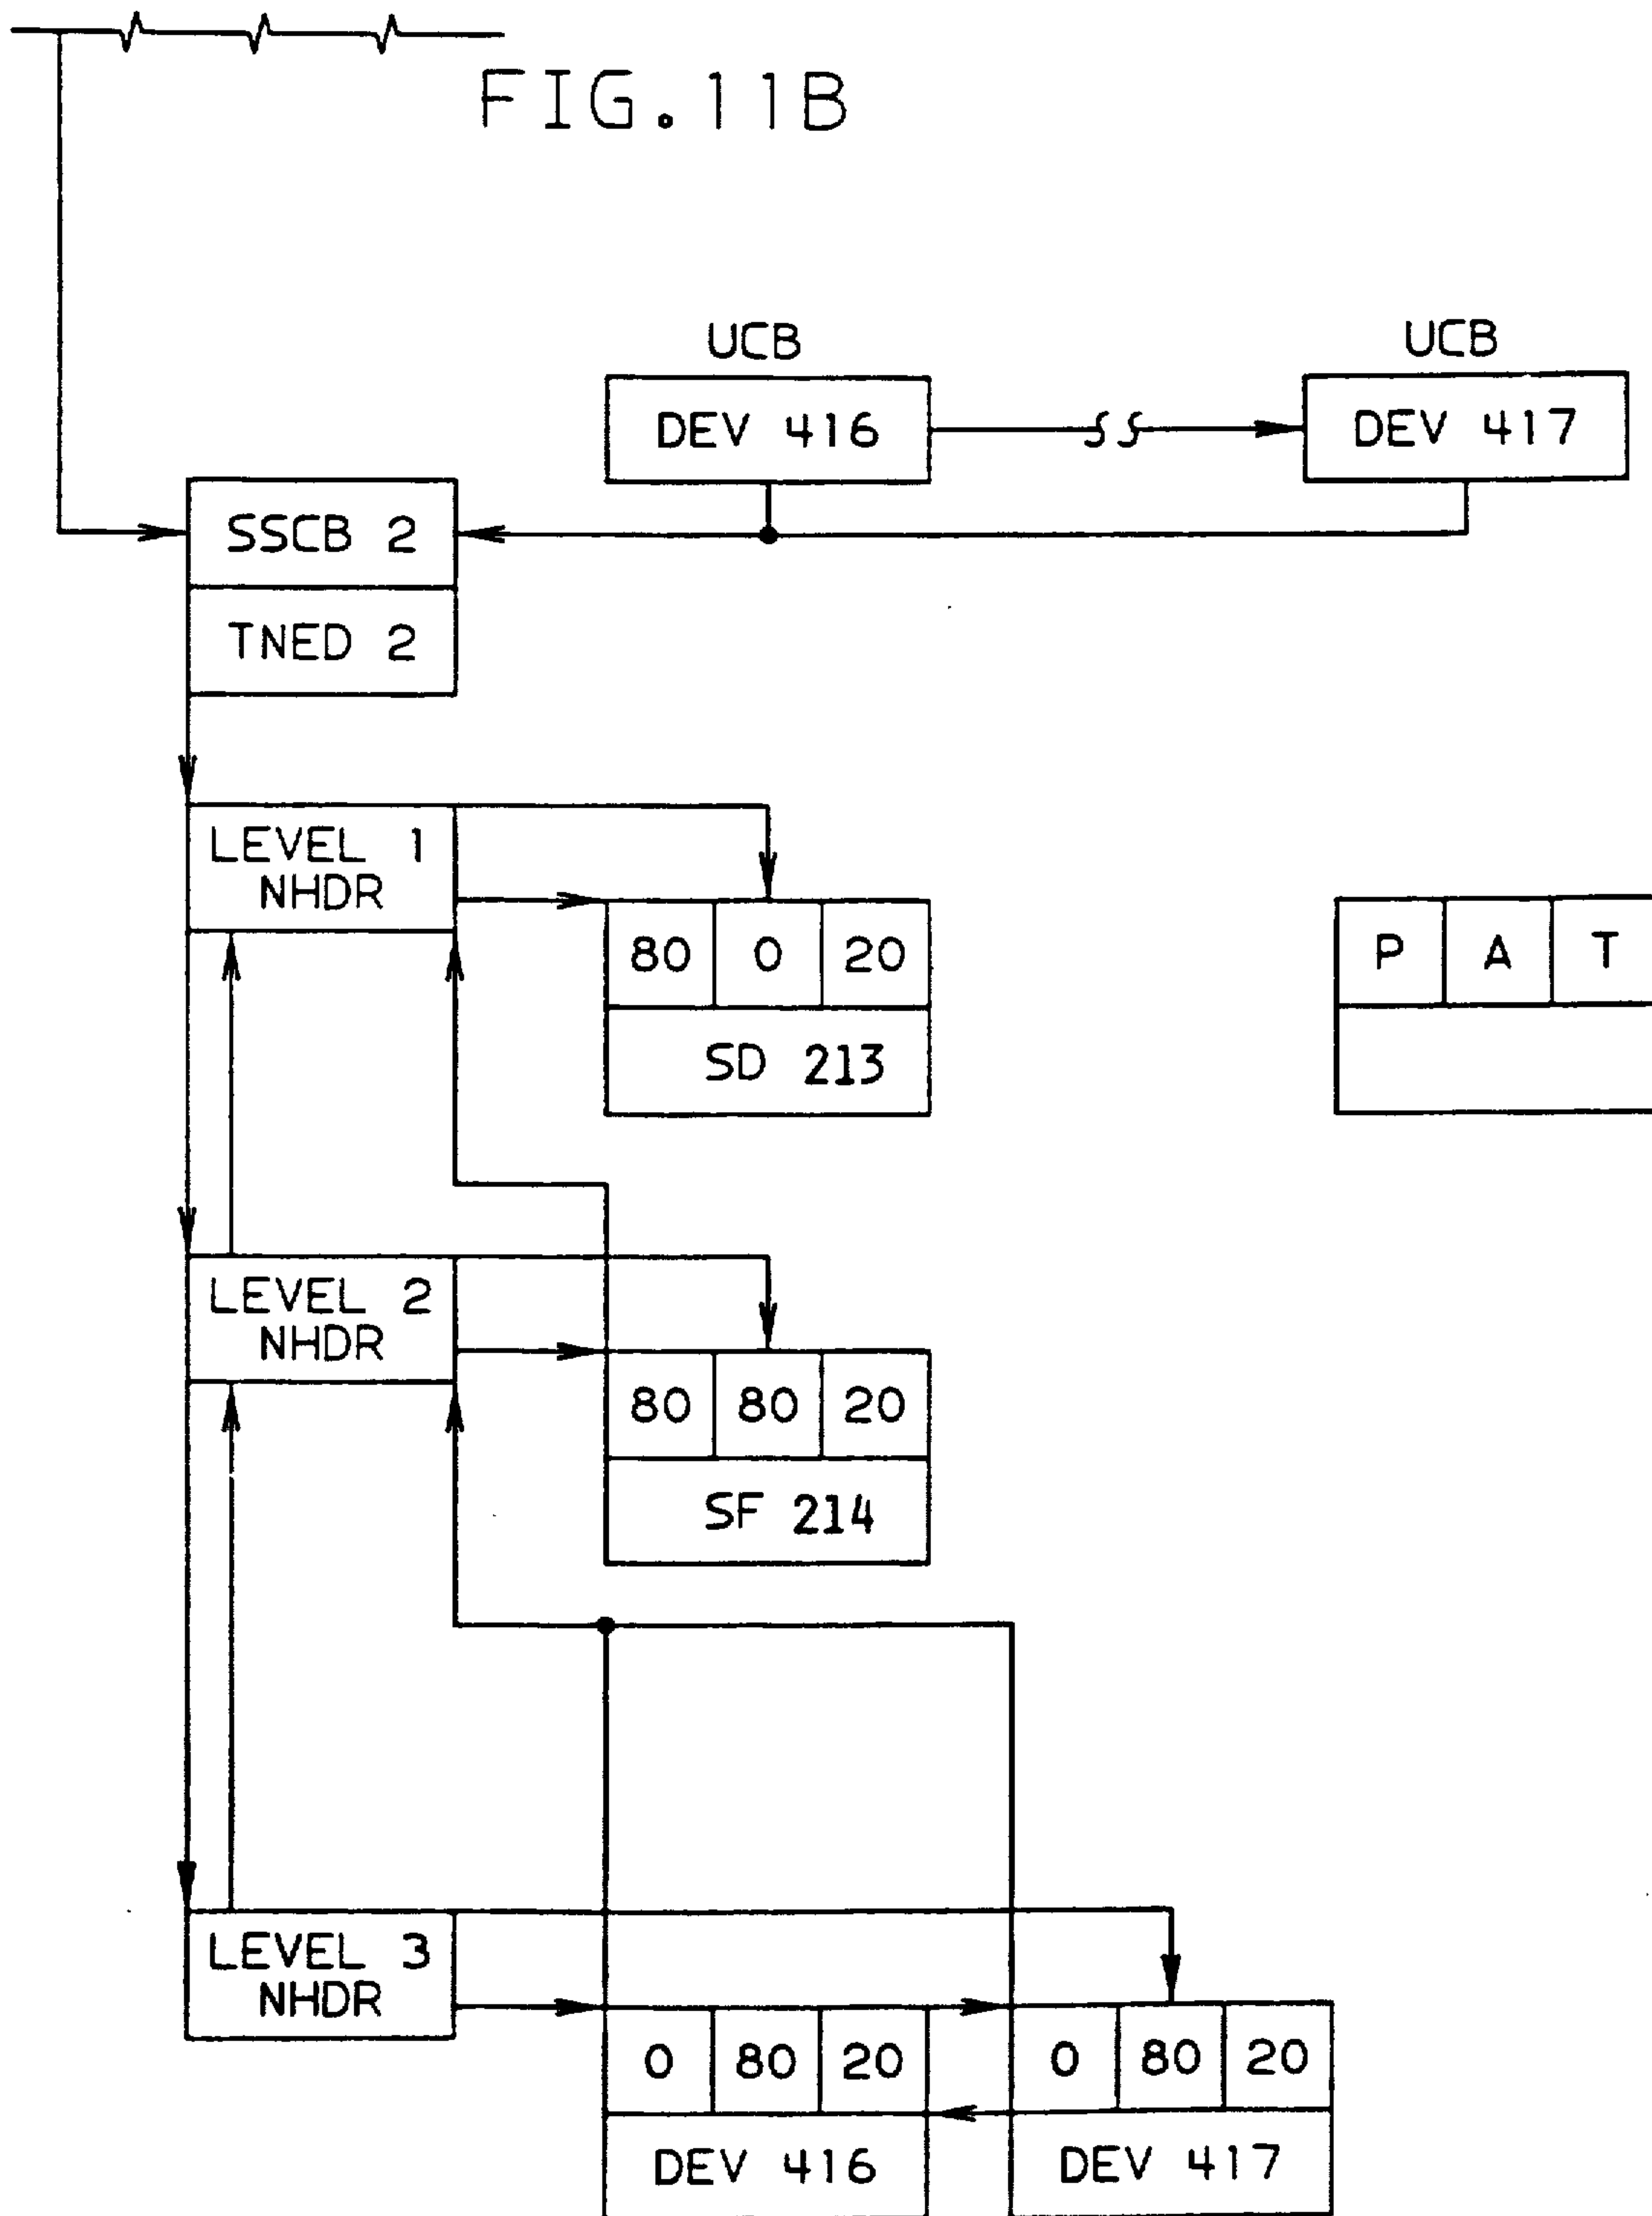 FIG. 11B
UCB
UCB
DEV 416
DEV 417
SSCB 2
TNED 2
LEVEL 1
NHDR
80 0 20
SD 213
P A T
LEVEL 2
NHDR
80 80 20
SF 214
LEVEL 3
NHDR
0 80 20
0 80 20
DEV 416
DEV 417